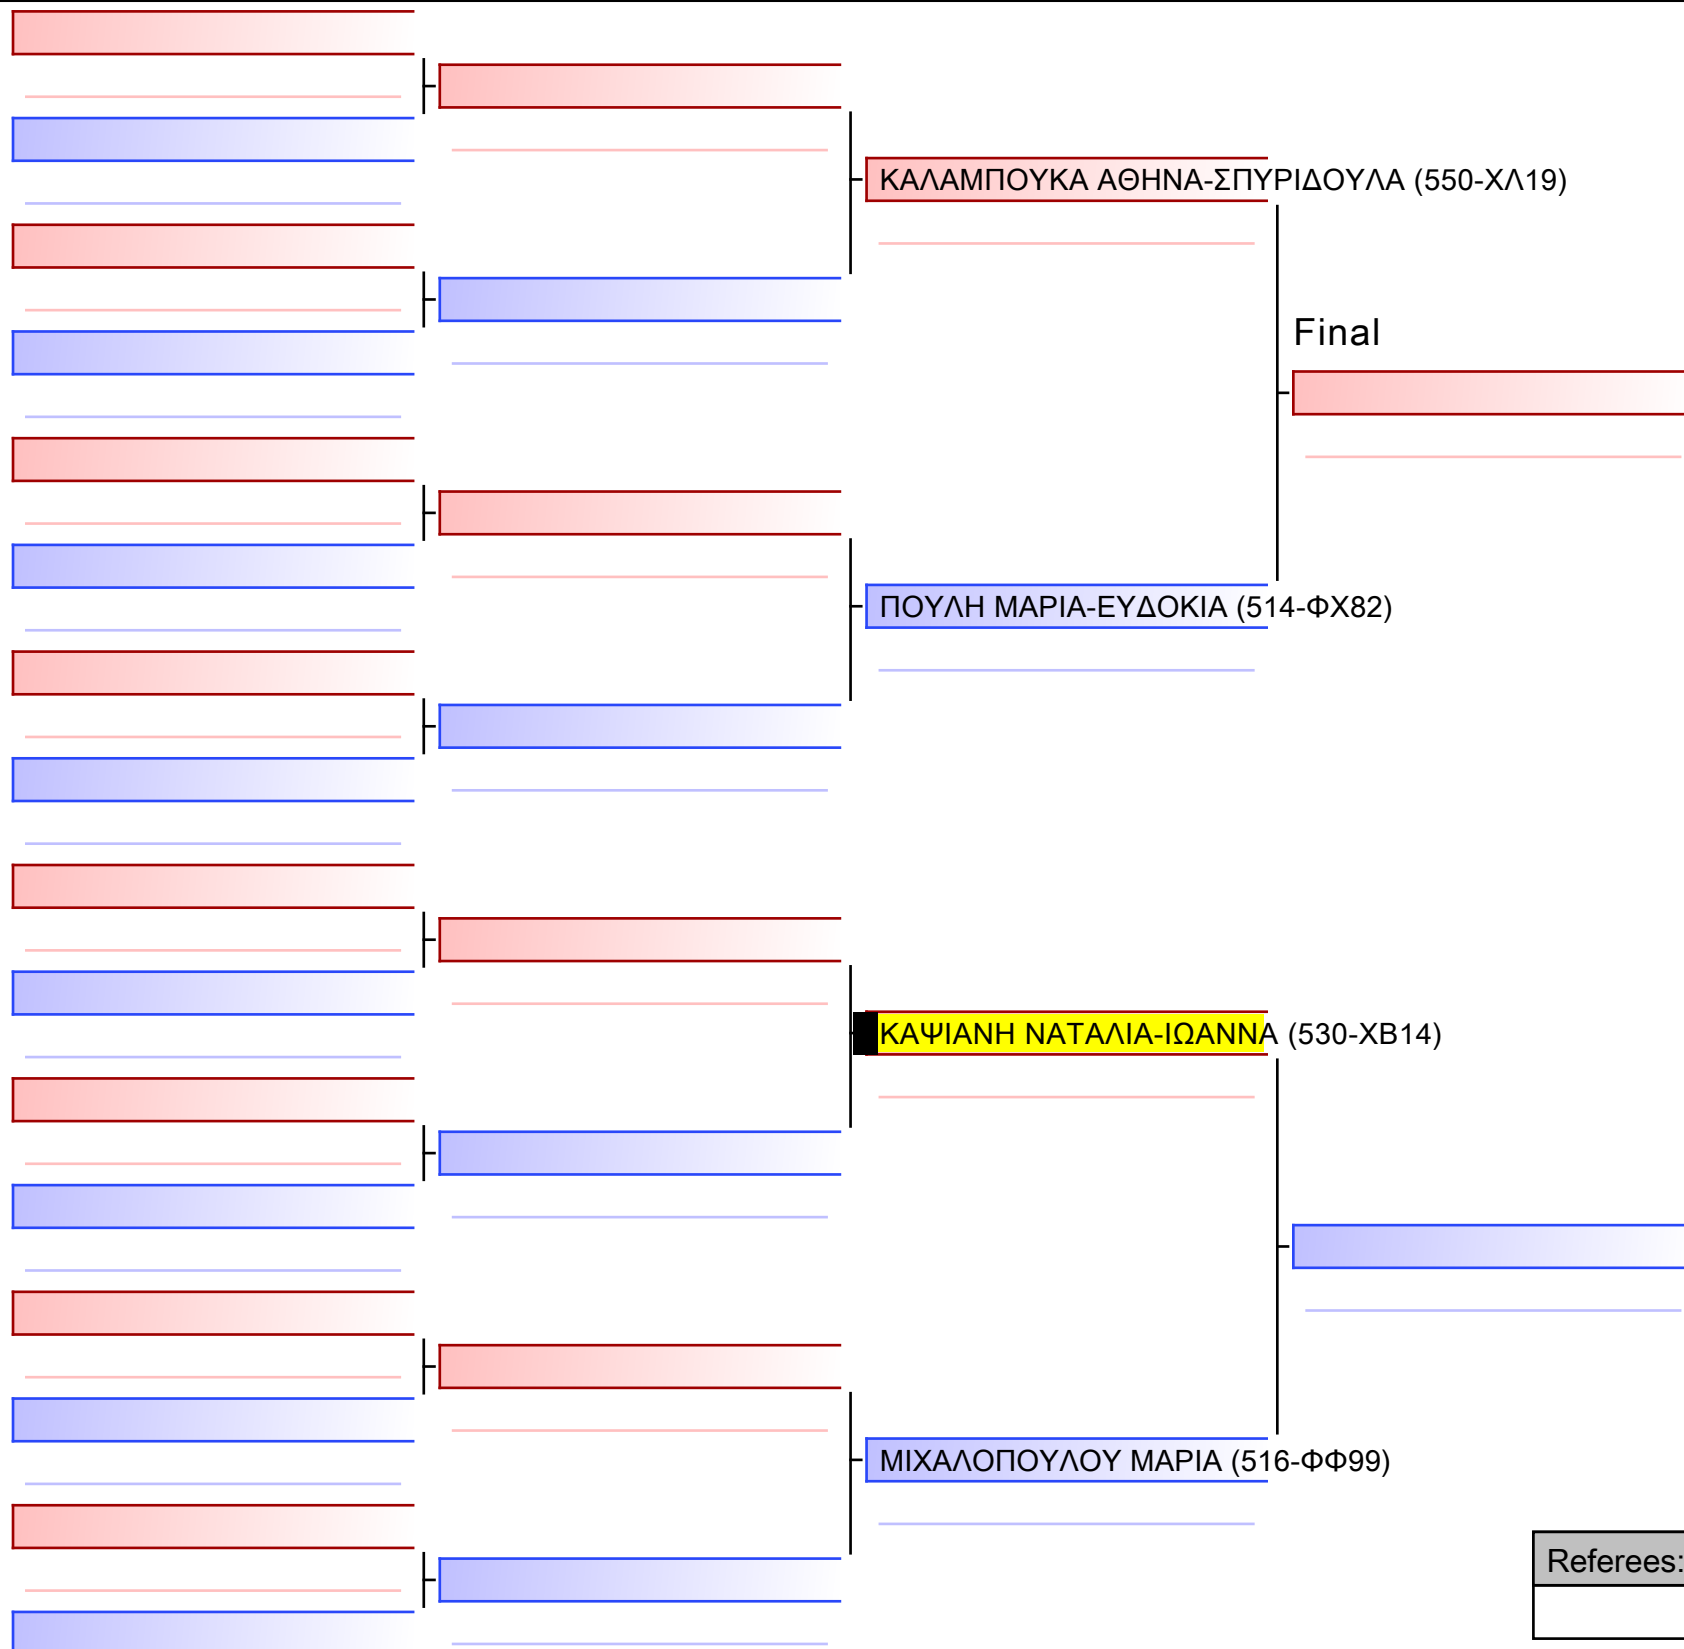 ΚΑΛΑΜΠΟΥΚΑ ΑΘΗΝΑ-ΣΠΥΡΙΔΟΥΛΑ (550-ΧΛ19)
Final
ΠΟΥΛΗ ΜΑΡΙΑ-ΕΥΔΟΚΙΑ (514-ΦΧ82)
ΚΑΨΙΑΝΗ ΝΑΤΑΛΙΑ-ΙΩΑΝΝΑ (530-ΧΒ14)
ΜΙΧΑΛΟΠΟΥΛΟΥ ΜΑΡΙΑ (516-ΦΦ99)
Referees: